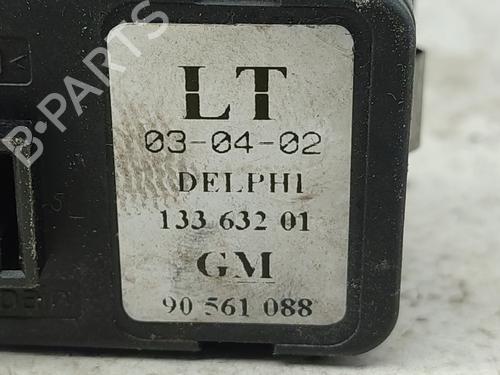 B-PARTS
LT
03-04-02
DELPHI
133 632 01
GM
90 561 088